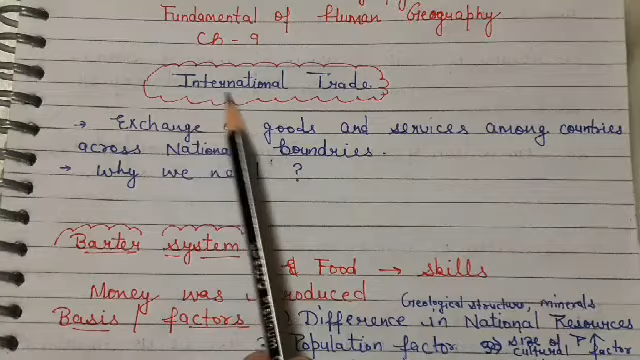 Fundamental of Human Geography
Ch - 9
International Trade
→ Exchange goods and services among countries
across National boundries.
→ Why we ?
Barter system Food → skills
Money was
Geological structure, minerals
Basis / factors Difference in National Resources
Population factor size of P↑
cultural factor